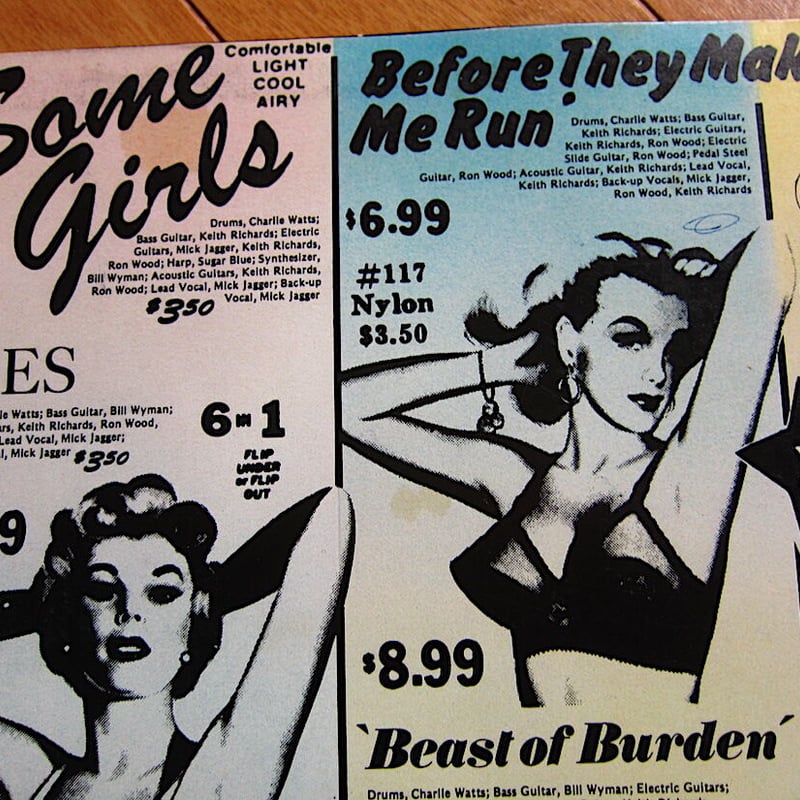 Some
Girls
Comfortable
LIGHT
COOL
AIRY
Drums, Charlie Watts;
Bass Guitar, Keith Richards; Electric
Guitars, Mick Jagger, Keith Richards,
Ron Wood; Harp, Sugar Blue; Synthesizer,
Bill Wyman; Acoustic Guitars, Keith Richards,
Ron Wood; Lead Vocal, Mick Jagger; Back-up
Vocal, Mick Jagger
$3.50
ES
Watts; Bass Guitar, Bill Wyman;
Keith Richards, Ron Wood,
Lead Vocal, Mick Jagger;
Mick Jagger $3.50
6 IN 1
FLIP
UNDER
or FLIP
OUT
9
Before They Mak
Me Run
Drums, Charlie Watts; Bass Guitar,
Keith Richards; Electric Guitars,
Keith Richards, Ron Wood; Electric
Slide Guitar, Ron Wood; Pedal Steel
Guitar, Ron Wood; Acoustic Guitar, Keith Richards; Lead Vocal,
Keith Richards; Back-up Vocals, Mick Jagger,
Ron Wood, Keith Richards
$6.99
#117
Nylon
$3.50
$8.99
`Beast of Burden´
Drums, Charlie Watts; Bass Guitar, Bill Wyman; Electric Guitars;